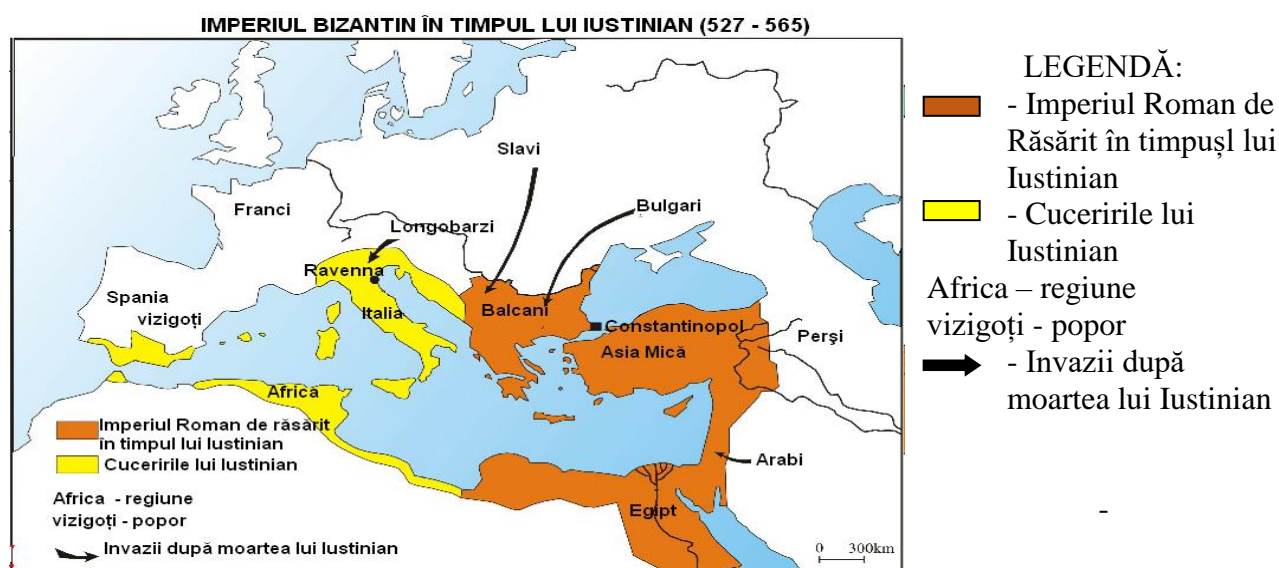 IMPERIUL BIZANTIN ÎN TIMPUL LUI IUSTINIAN (527 - 565)
Slavi
Bulgari
Franci
Longobarzi
Ravenna
Spania
vizigoți
Italia
Balcani
Constantinopol
Asia Mică
Perşi
Africa
Arabi
Egipt
Imperiul Roman de răsărit
în timpul lui Iustinian
Cuceririle lui Iustinian
Africa - regiune
vizigoți - popor
Invazii după moartea lui Iustinian
0 300km
LEGENDĂ:
- Imperiul Roman de
Răsărit în timpușl lui
Iustinian
- Cuceririle lui
Iustinian
Africa – regiune
vizigoți - popor
- Invazii după
moartea lui Iustinian
-